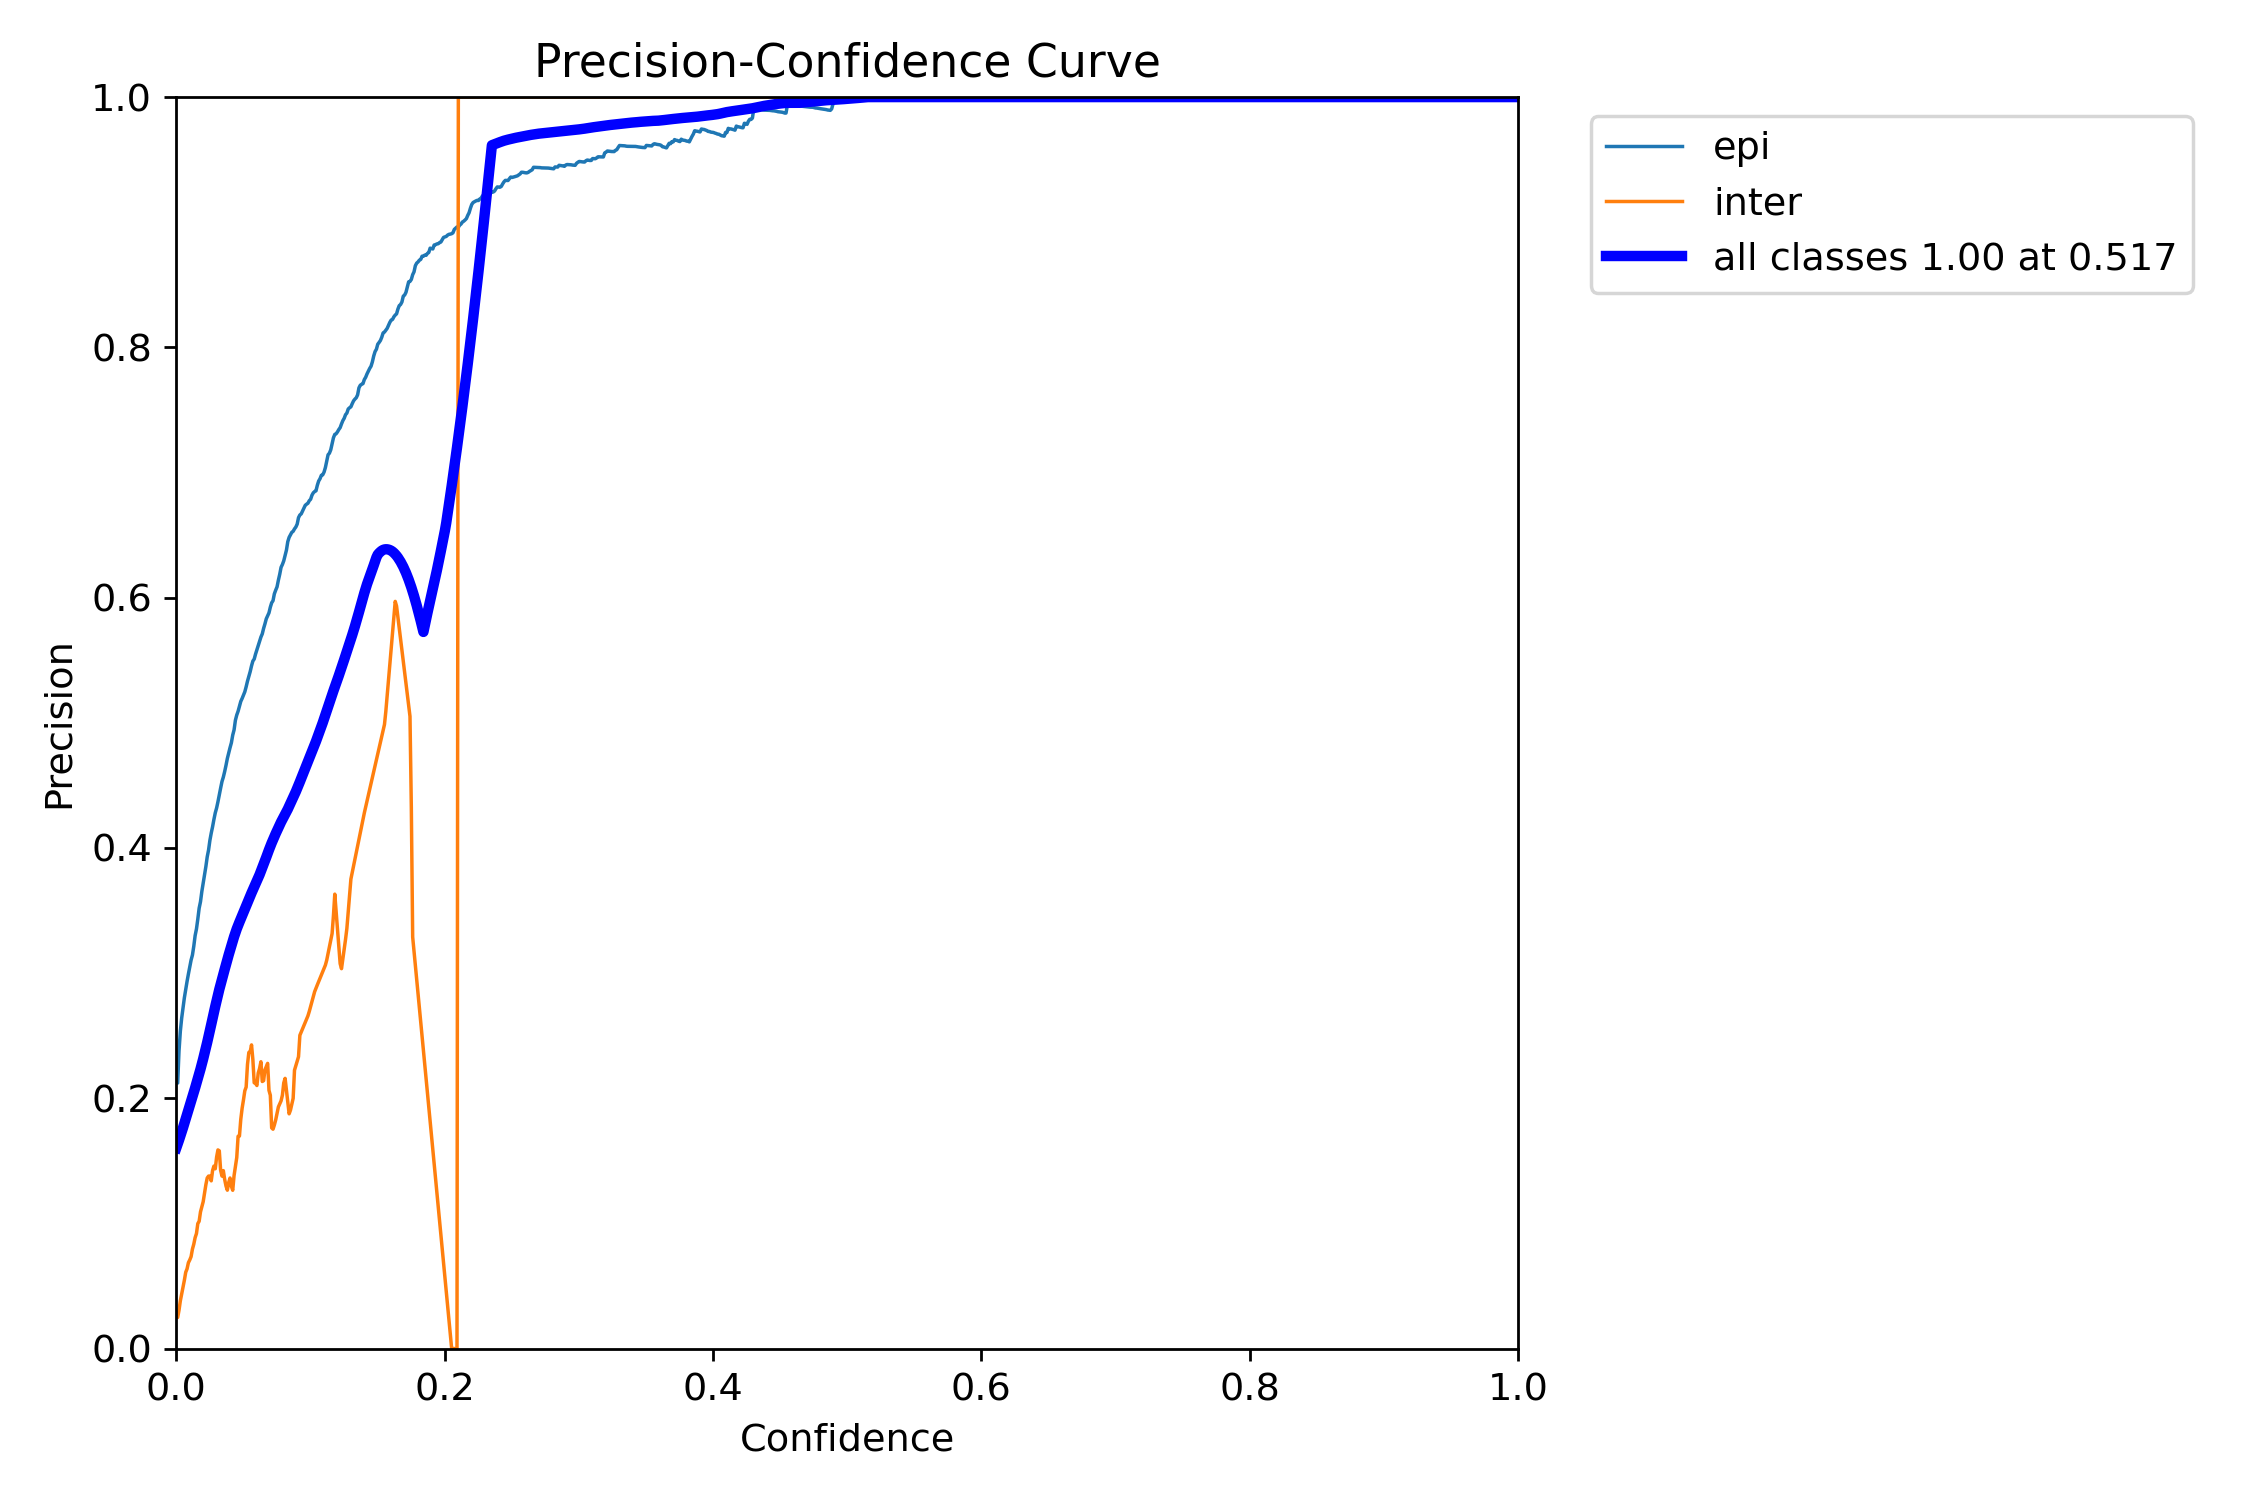 Precision-Confidence Curve
epi
inter
all classes 1.00 at 0.517
1.0
0.8
0.6
0.4
0.2
0.0
Precision
0.0 0.2 0.4 0.6 0.8 1.0
Confidence